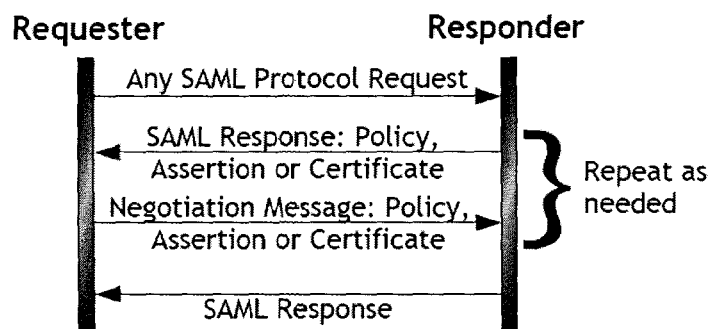 Requester Responder
Any SAML Protocol Request
SAML Response: Policy,
Assertion or Certificate
Negotiation Message: Policy,
Assertion or Certificate
Repeat as
needed
SAML Response